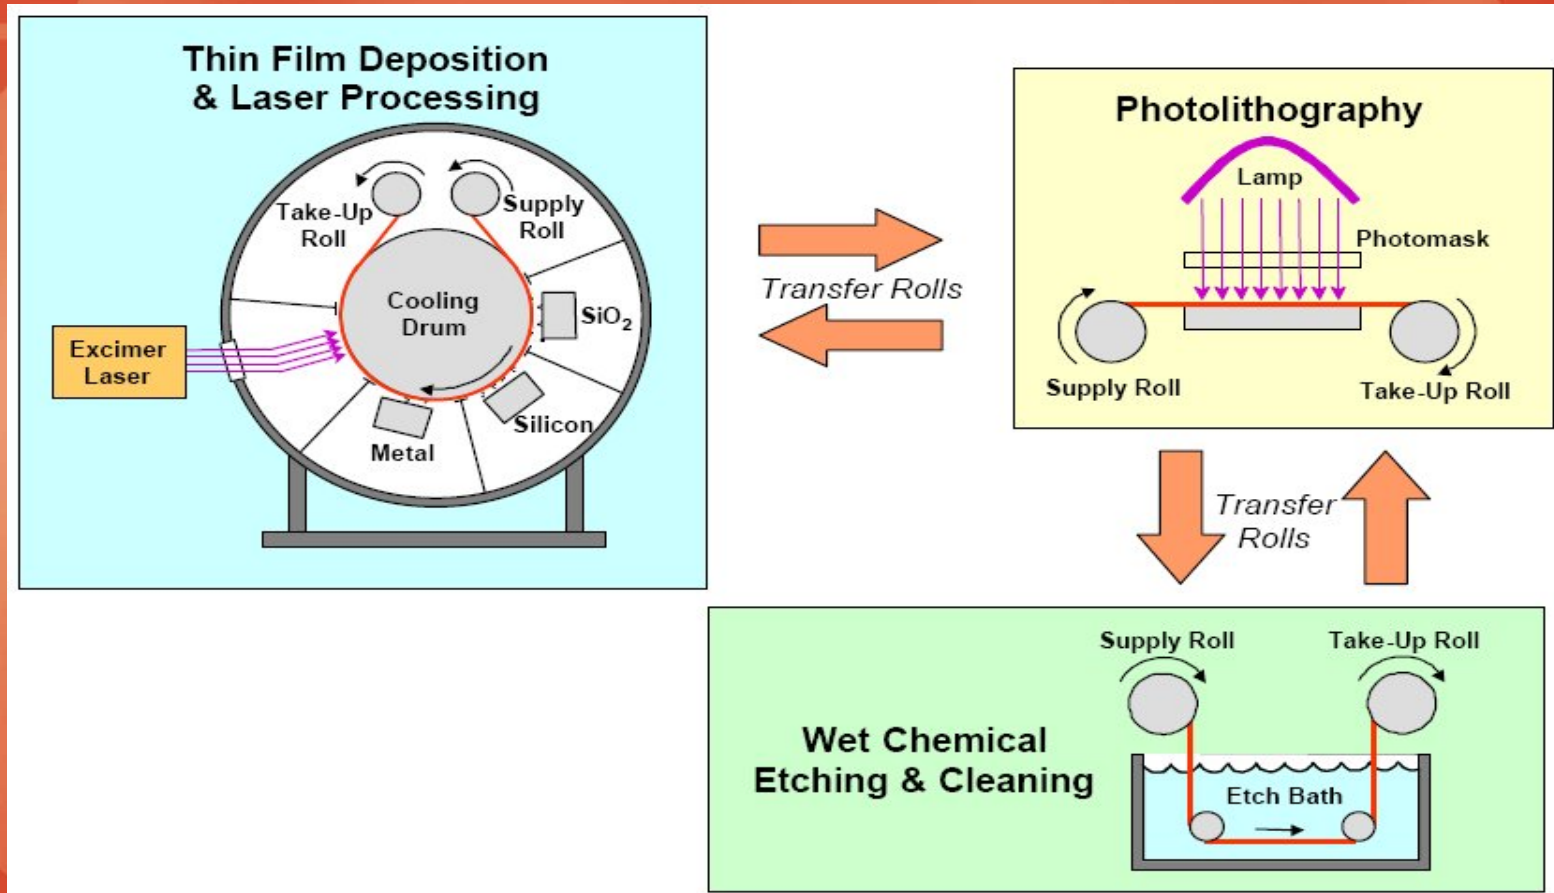 Thin Film Deposition
& Laser Processing
Take-Up
Roll
Supply
Roll
Cooling
Drum
SiO₂
Excimer
Laser
Silicon
Metal
Transfer Rolls
Photolithography
Lamp
Photomask
Supply Roll
Take-Up Roll
Transfer
Rolls
Supply Roll
Take-Up Roll
Wet Chemical
Etching & Cleaning
Etch Bath